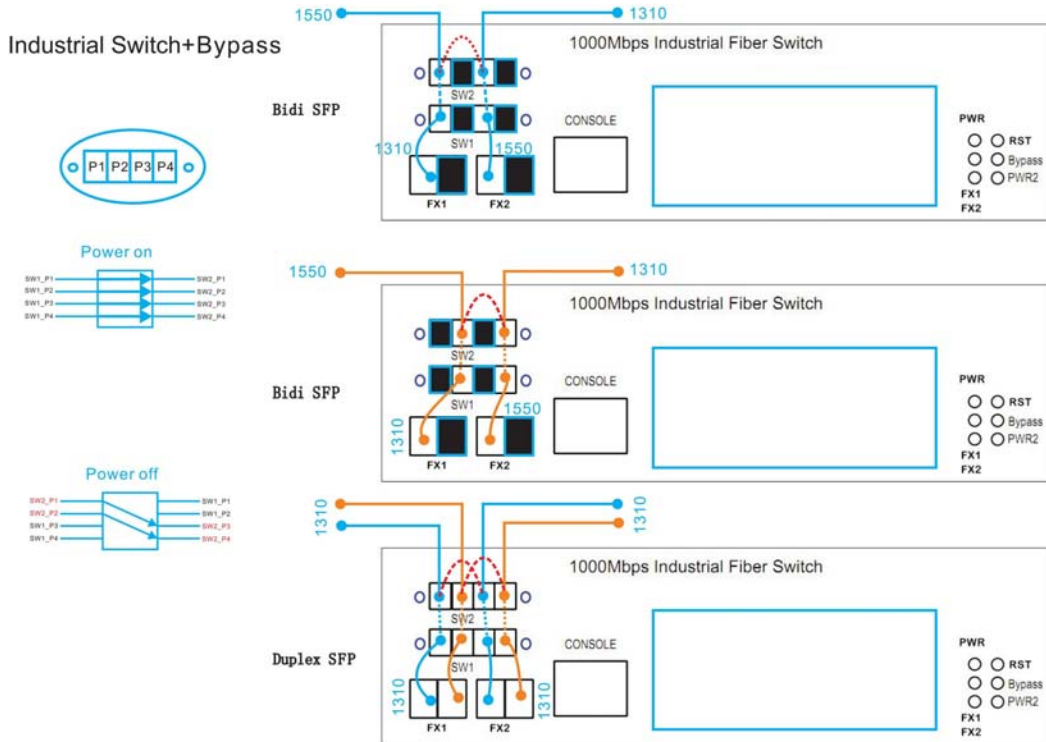 Industrial Switch+Bypass
P1 P2 P3 P4
Power on
SW1_P1 SW2_P1
SW1_P2 SW2_P2
SW1_P3 SW2_P3
SW1_P4 SW2_P4
Power off
SW2_P1 SW1_P1
SW2_P2 SW1_P2
SW1_P3 SW2_P3
SW1_P4 SW2_P4
1550 1310
1000Mbps Industrial Fiber Switch
Bidi SFP
SW2
SW1
1310 1550
FX1 FX2
CONSOLE
PWR
RST
Bypass
PWR2
FX1
FX2
1550 1310
1000Mbps Industrial Fiber Switch
Bidi SFP
SW2
SW1
1310 1550
FX1 FX2
CONSOLE
PWR
RST
Bypass
PWR2
FX1
FX2
1310 1310
1000Mbps Industrial Fiber Switch
Duplex SFP
SW2
SW1
1310 1310
FX1 FX2
CONSOLE
PWR
RST
Bypass
PWR2
FX1
FX2